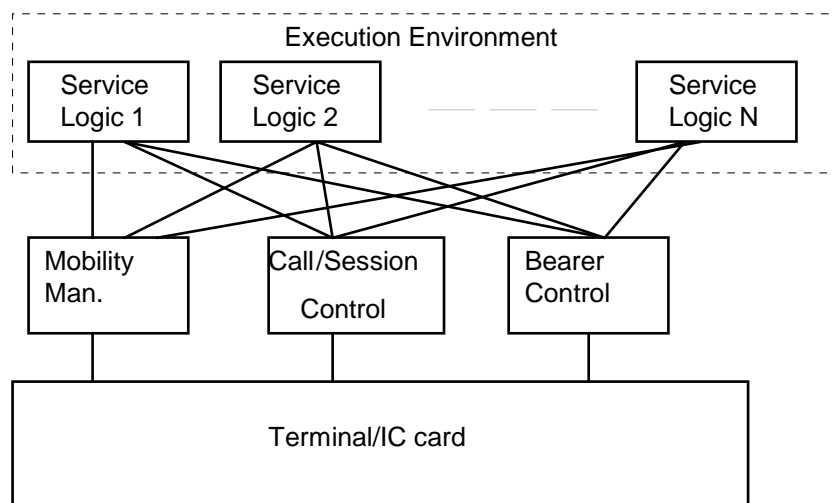 Execution Environment
Service
Logic 1
Service
Logic 2
Service
Logic N
Mobility
Man.
Call/Session
Control
Bearer
Control
Terminal/IC card